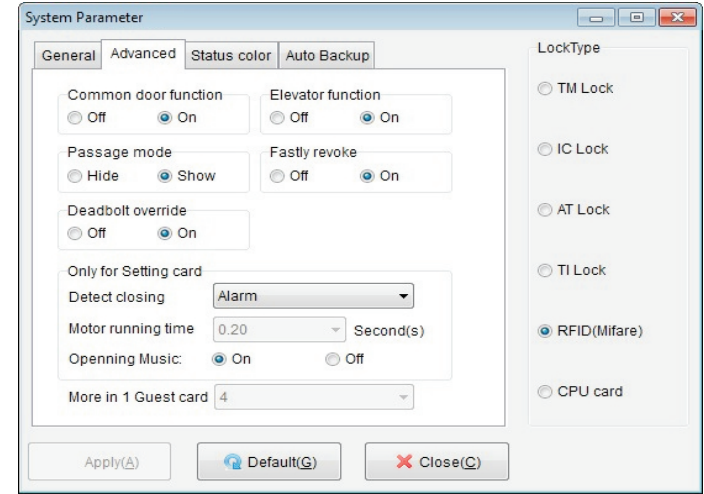 System Parameter
General Advanced Status color Auto Backup
Common door function Elevator function
Off On Off On
Passage mode Fastly revoke
Hide Show Off On
Deadbolt override
Off On
Only for Setting card
Detect closing Alarm
Motor running time 0.20 Second(s)
Openning Music: On Off
More in 1 Guest card 4
Apply(A) Default(G) Close(C)
LockType
TM Lock
IC Lock
AT Lock
TI Lock
RFID(Mifare)
CPU card